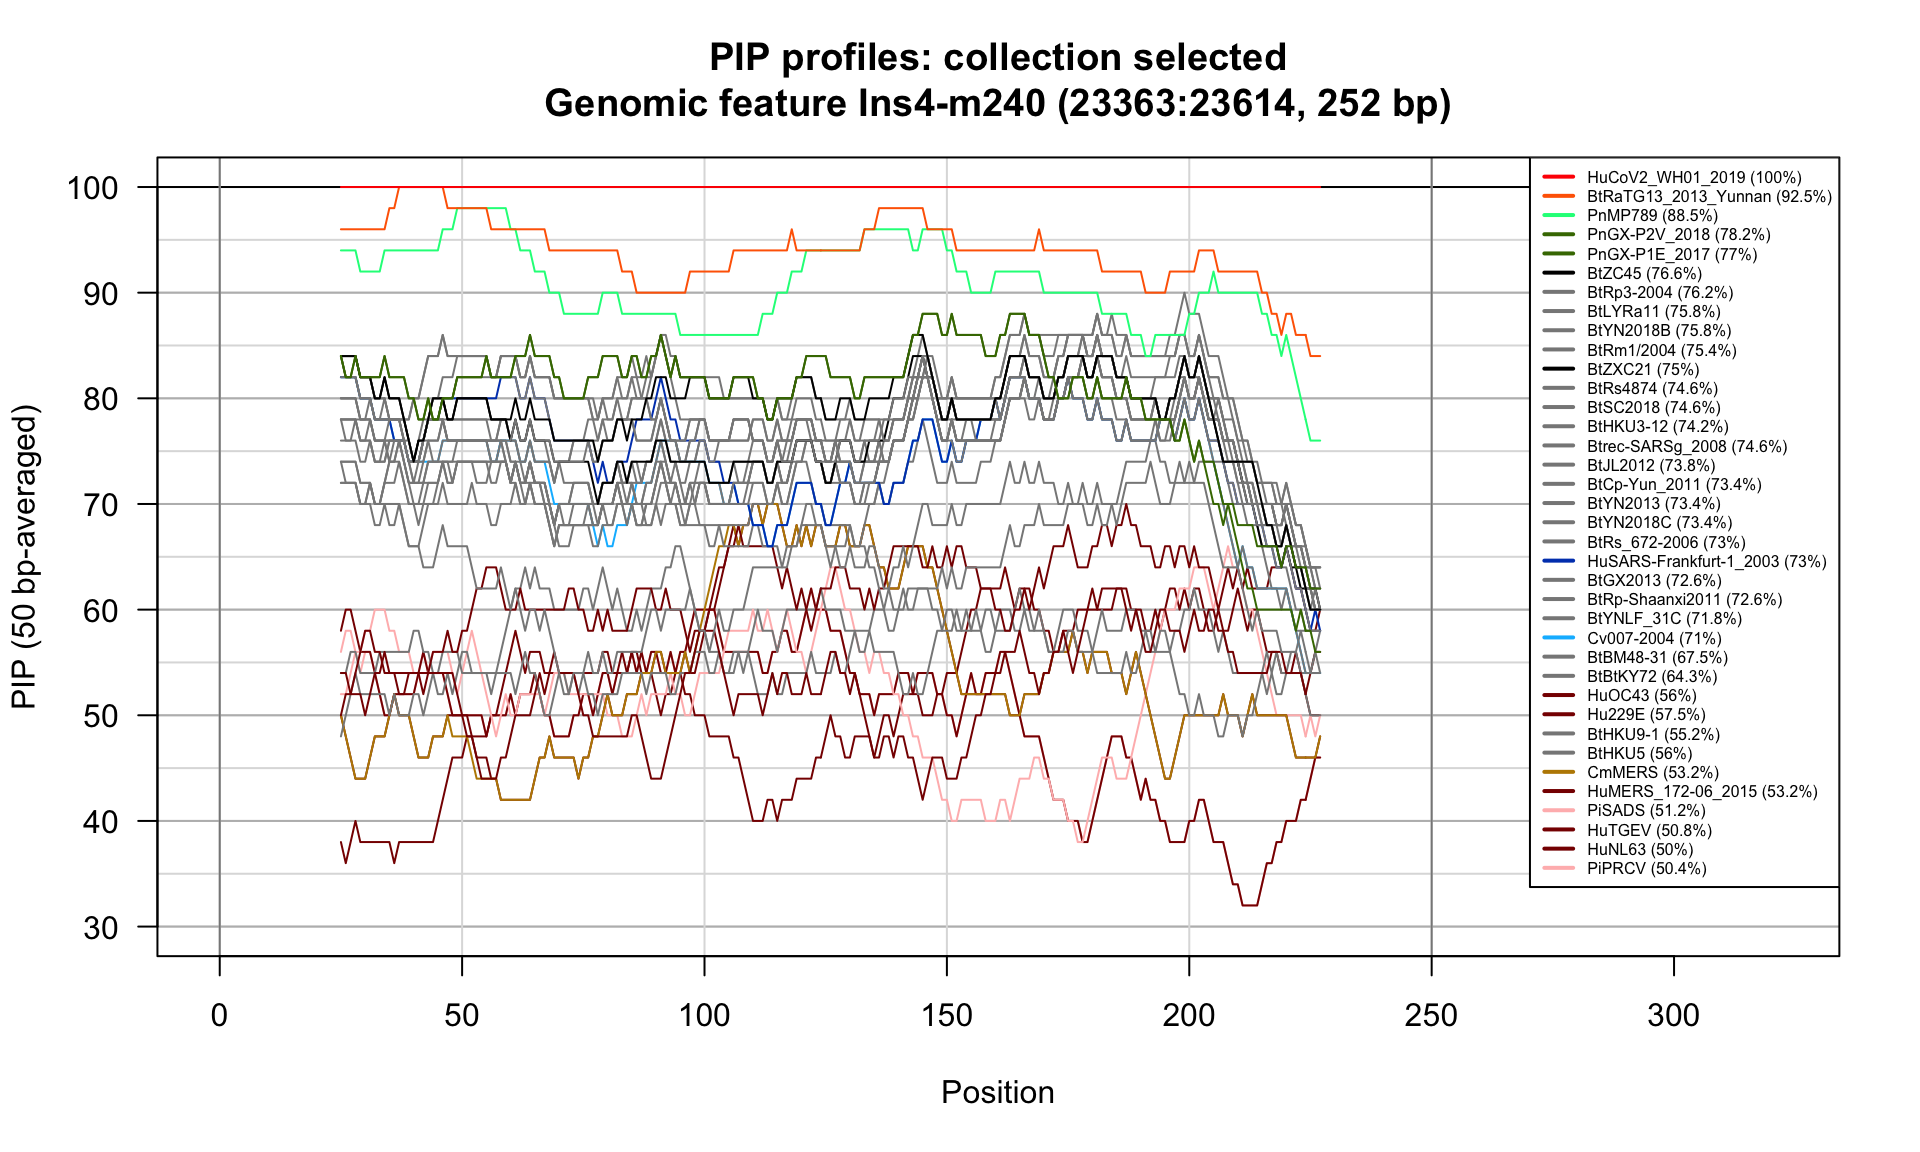 PIP profiles: collection selected
Genomic feature Ins4-m240 (23363:23614, 252 bp)
PIP (50 bp-averaged)
100
90
80
70
60
50
40
30
0
50
100
150
200
250
300
Position
HuCoV2_WH01_2019 (100%)
BtRaTG13_2013_Yunnan (92.5%)
PnMP789 (88.5%)
PnGX-P2V_2018 (78.2%)
PnGX-P1E_2017 (77%)
BtZC45 (76.6%)
BtRp3-2004 (76.2%)
BtLYRa11 (75.8%)
BtYN2018B (75.8%)
BtRm1/2004 (75.4%)
BtZXC21 (75%)
BtRs4874 (74.6%)
BtSC2018 (74.6%)
BtHKU3-12 (74.2%)
Btrec-SARSg_2008 (74.6%)
BtJL2012 (73.8%)
BtCp-Yun_2011 (73.4%)
BtYN2013 (73.4%)
BtYN2018C (73.4%)
BtRs_672-2006 (73%)
HuSARS-Frankfurt-1_2003 (73%)
BtGX2013 (72.6%)
BtRp-Shaanxi2011 (72.6%)
BtYNLF_31C (71.8%)
Cv007-2004 (71%)
BtBM48-31 (67.5%)
BtBtKY72 (64.3%)
HuOC43 (56%)
Hu229E (57.5%)
BtHKU9-1 (55.2%)
BtHKU5 (56%)
CmMERS (53.2%)
HuMERS_172-06_2015 (53.2%)
PiSADS (51.2%)
HuTGEV (50.8%)
HuNL63 (50%)
PiPRCV (50.4%)